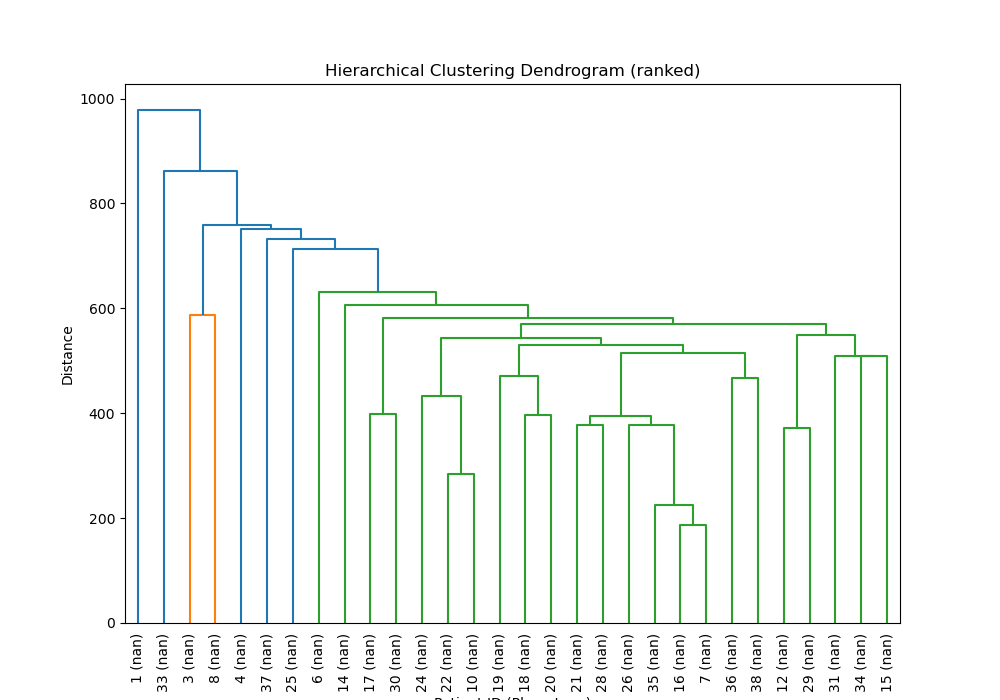 Hierarchical Clustering Dendrogram (ranked)
1000
800
600
400
200
0
Distance
1 (nan)
33 (nan)
3 (nan)
8 (nan)
4 (nan)
37 (nan)
25 (nan)
6 (nan)
14 (nan)
17 (nan)
30 (nan)
24 (nan)
22 (nan)
10 (nan)
19 (nan)
18 (nan)
20 (nan)
21 (nan)
28 (nan)
26 (nan)
35 (nan)
16 (nan)
7 (nan)
36 (nan)
38 (nan)
12 (nan)
29 (nan)
31 (nan)
34 (nan)
15 (nan)